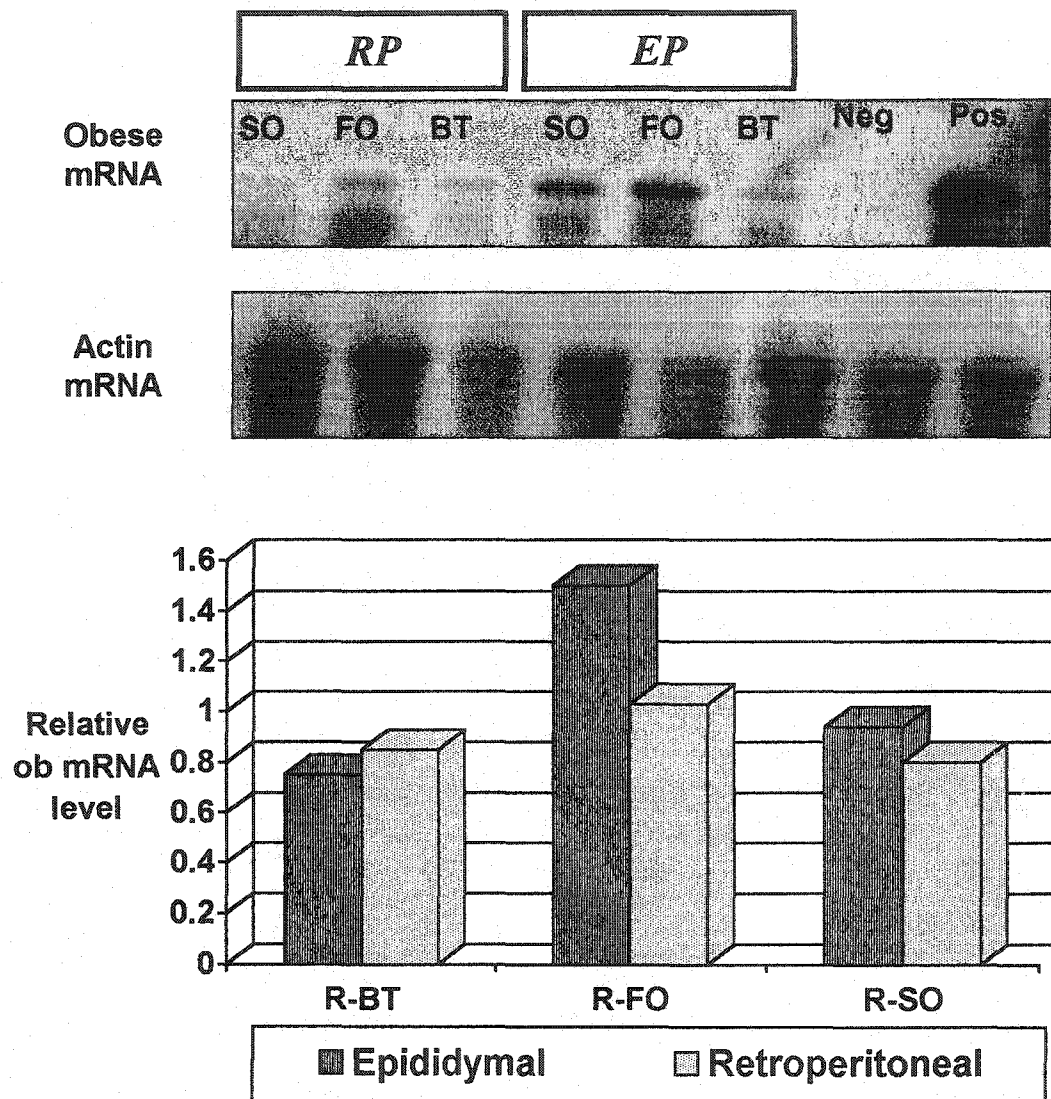 RP EP
Obese mRNA
SO FO BT SO FO BT Neg Pos
Actin mRNA
1.6
1.4
1.2
1
0.8
0.6
0.4
0.2
0
Relative ob mRNA level
R-BT R-FO R-SO
Epididymal Retroperitoneal